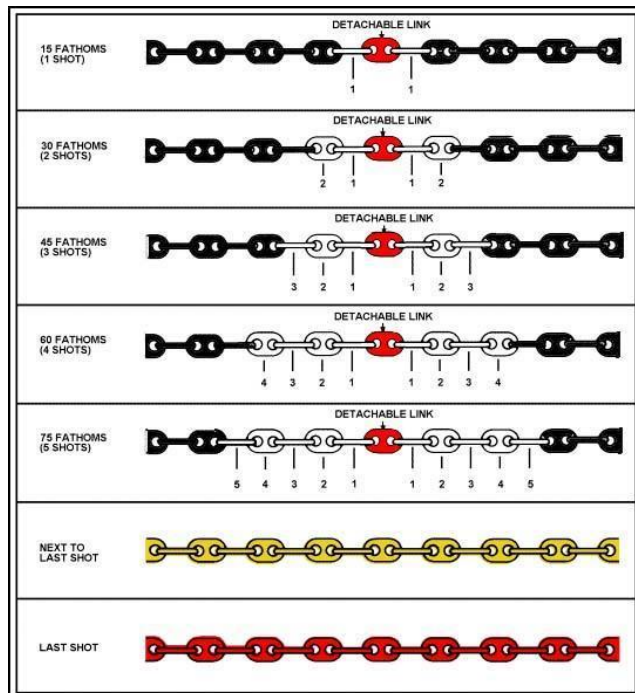 DETACHABLE LINK
15 FATHOMS
(1 SHOT)
1 1
DETACHABLE LINK
30 FATHOMS
(2 SHOTS)
2 1 1 2
DETACHABLE LINK
45 FATHOMS
(3 SHOTS)
3 2 1 1 2 3
DETACHABLE LINK
60 FATHOMS
(4 SHOTS)
4 3 2 1 1 2 3 4
DETACHABLE LINK
75 FATHOMS
(5 SHOTS)
5 4 3 2 1 1 2 3 4 5
NEXT TO
LAST SHOT
LAST SHOT